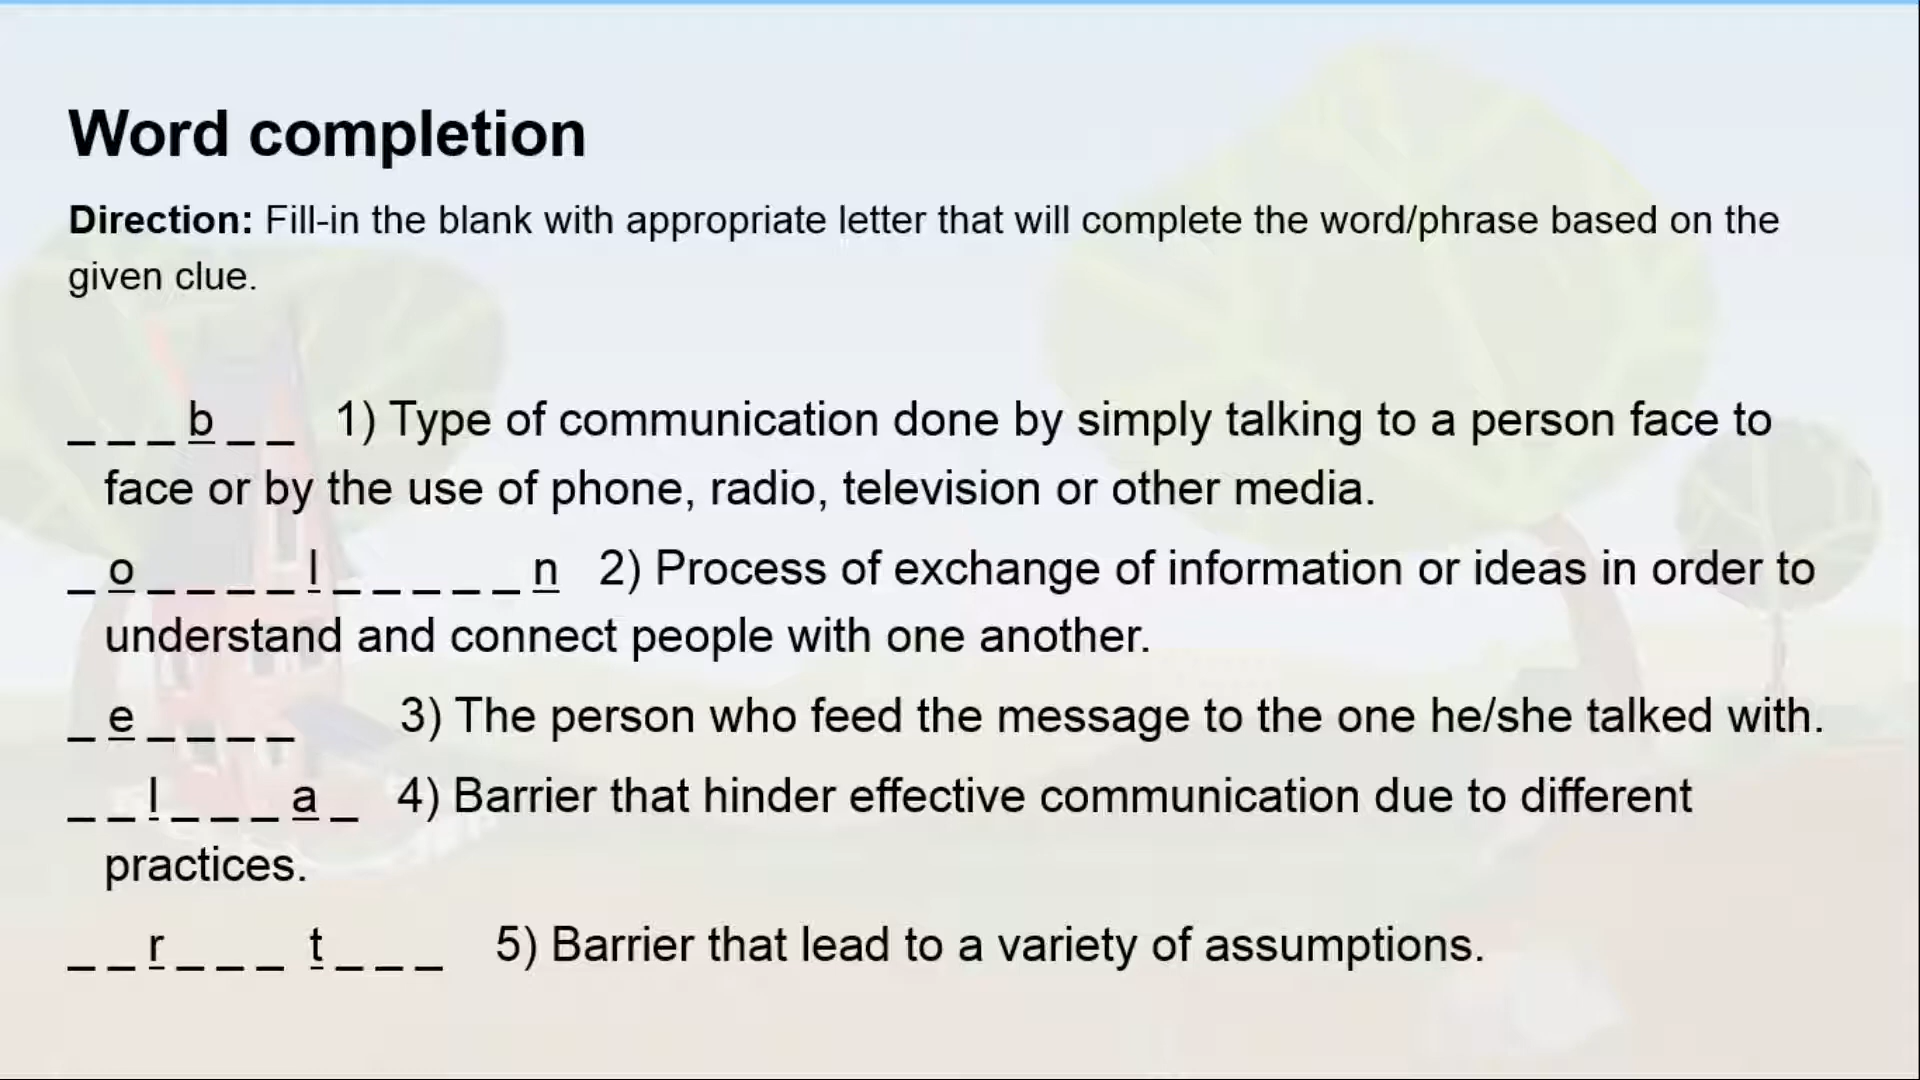 Word completion
Direction: Fill-in the blank with appropriate letter that will complete the word/phrase based on the
given clue.
_ _ _ b _ _ 1) Type of communication done by simply talking to a person face to
face or by the use of phone, radio, television or other media.
_ o _ _ _ _ l _ _ _ _ _ n 2) Process of exchange of information or ideas in order to
understand and connect people with one another.
_ e _ _ _ _ 3) The person who feed the message to the one he/she talked with.
_ _ l _ _ _ a _ 4) Barrier that hinder effective communication due to different
practices.
_ _ r _ _ _ t _ _ _ 5) Barrier that lead to a variety of assumptions.